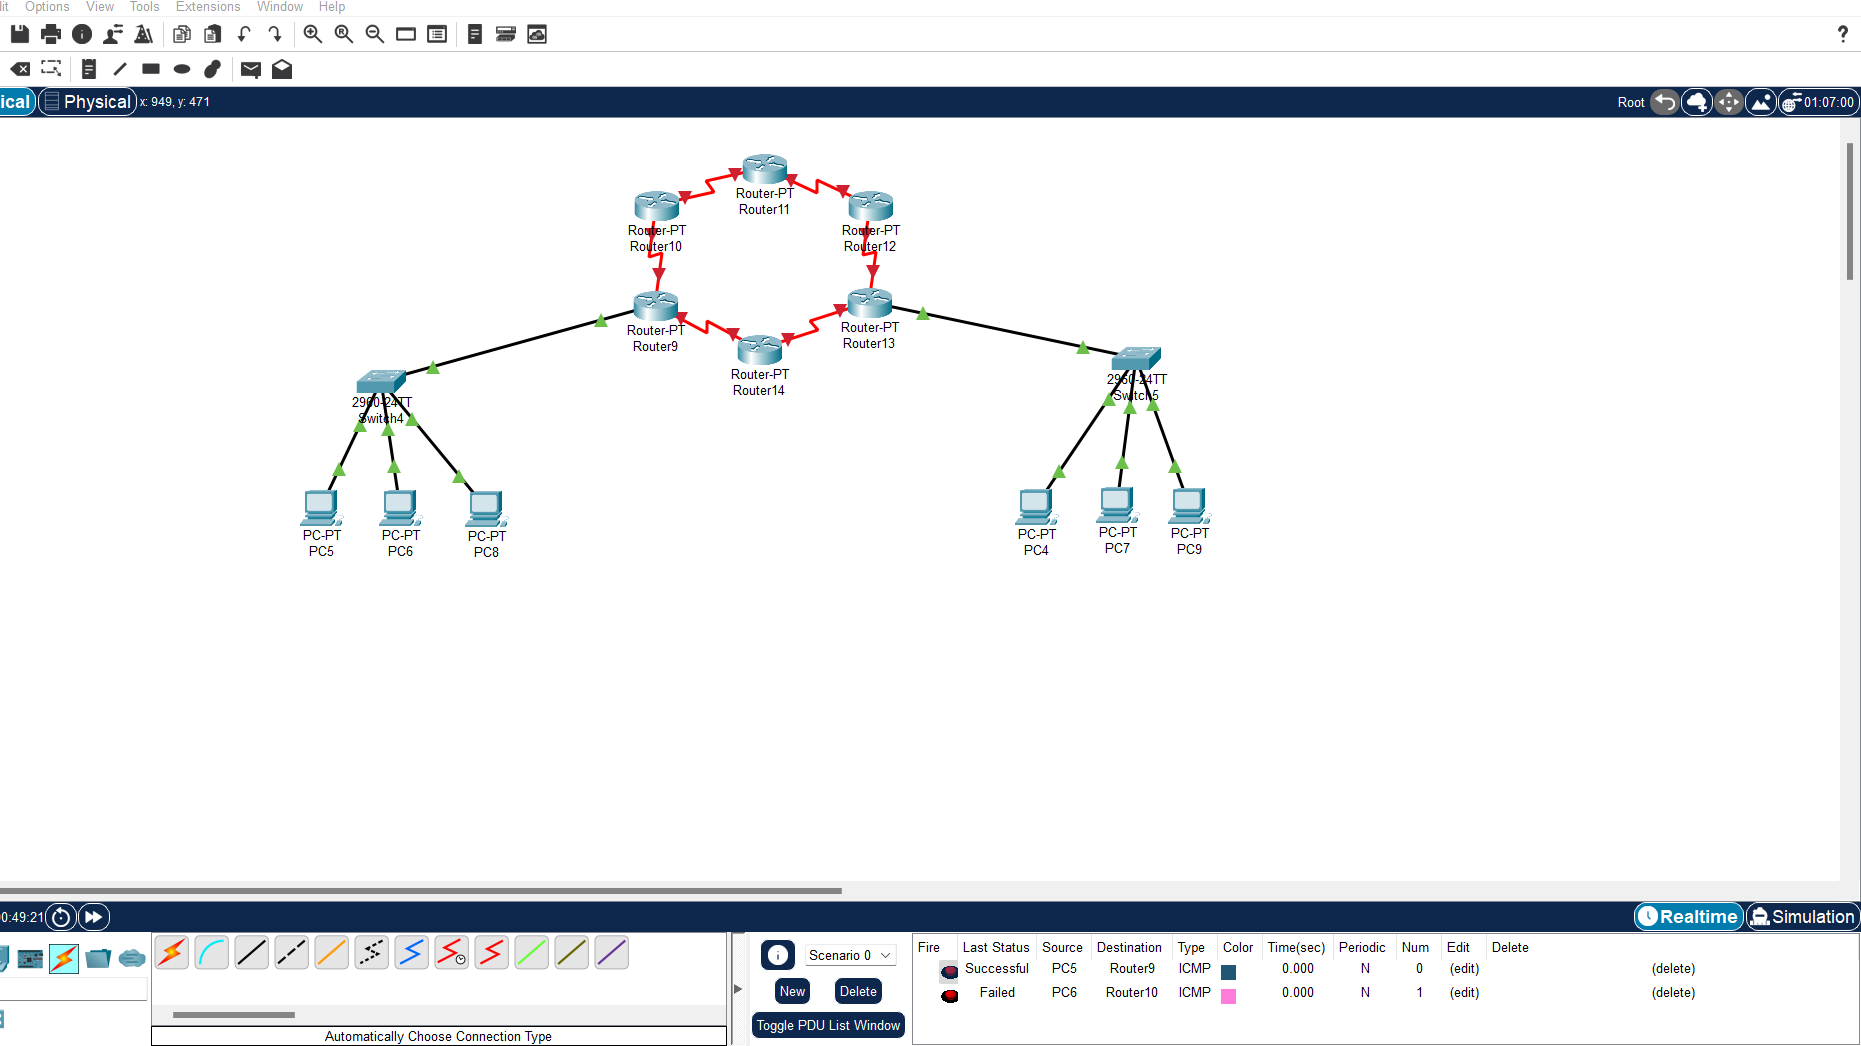 lit Options View Tools Extensions Window Help
ical Physical x: 949, y: 471 Root 01:07:00
Router-PT
Router11
Router-PT
Router10
Router-PT
Router12
Router-PT
Router9
Router-PT
Router13
Router-PT
Router14
2960-24TT
Switch4
2960-24TT
Switch5
PC-PT
PC5
PC-PT
PC6
PC-PT
PC8
PC-PT
PC4
PC-PT
PC7
PC-PT
PC9
0:49:21 Realtime Simulation
Scenario 0
New Delete
Toggle PDU List Window
Automatically Choose Connection Type
Fire Last Status Source Destination Type Color Time(sec) Periodic Num Edit Delete
Successful PC5 Router9 ICMP 0.000 N 0 (edit) (delete)
Failed PC6 Router10 ICMP 0.000 N 1 (edit) (delete)